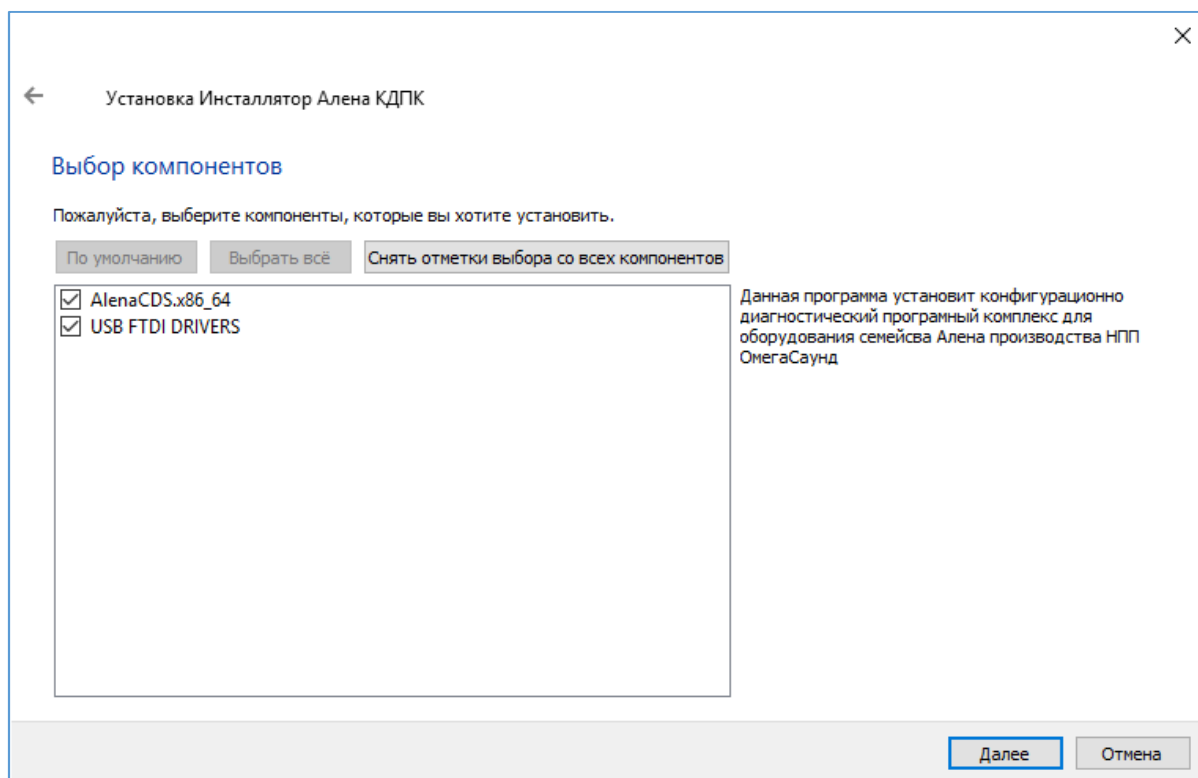 Установка Инсталлятор Алена КДПК
Выбор компонентов
Пожалуйста, выберите компоненты, которые вы хотите установить.
По умолчанию
Выбрать всё
Снять отметки выбора со всех компонентов
AlenaCDS.x86_64
USB FTDI DRIVERS
Данная программа установит конфигурационно
диагностический програмный комплекс для
оборудования семейсва Алена производства НПП
ОмегаСаунд
Далее
Отмена